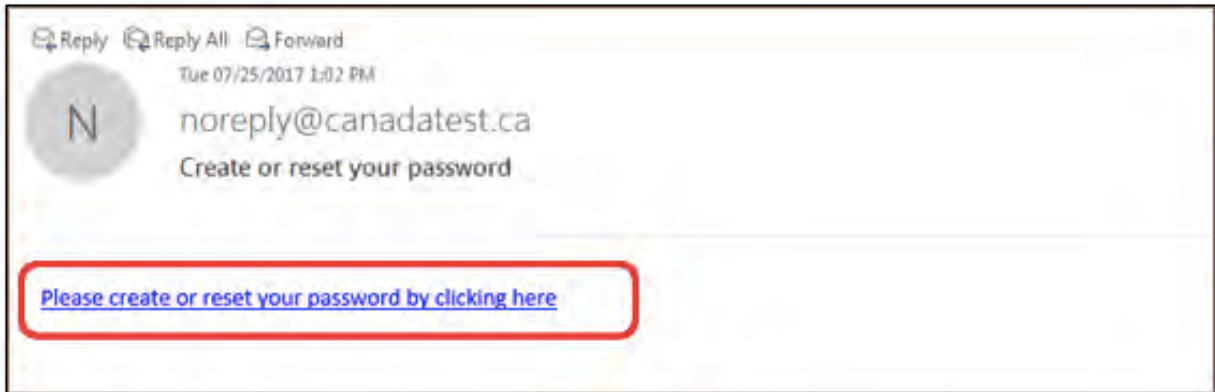 Reply Reply All Forward
Tue 07/25/2017 1:02 PM
N
noreply@canadatest.ca
Create or reset your password
Please create or reset your password by clicking here